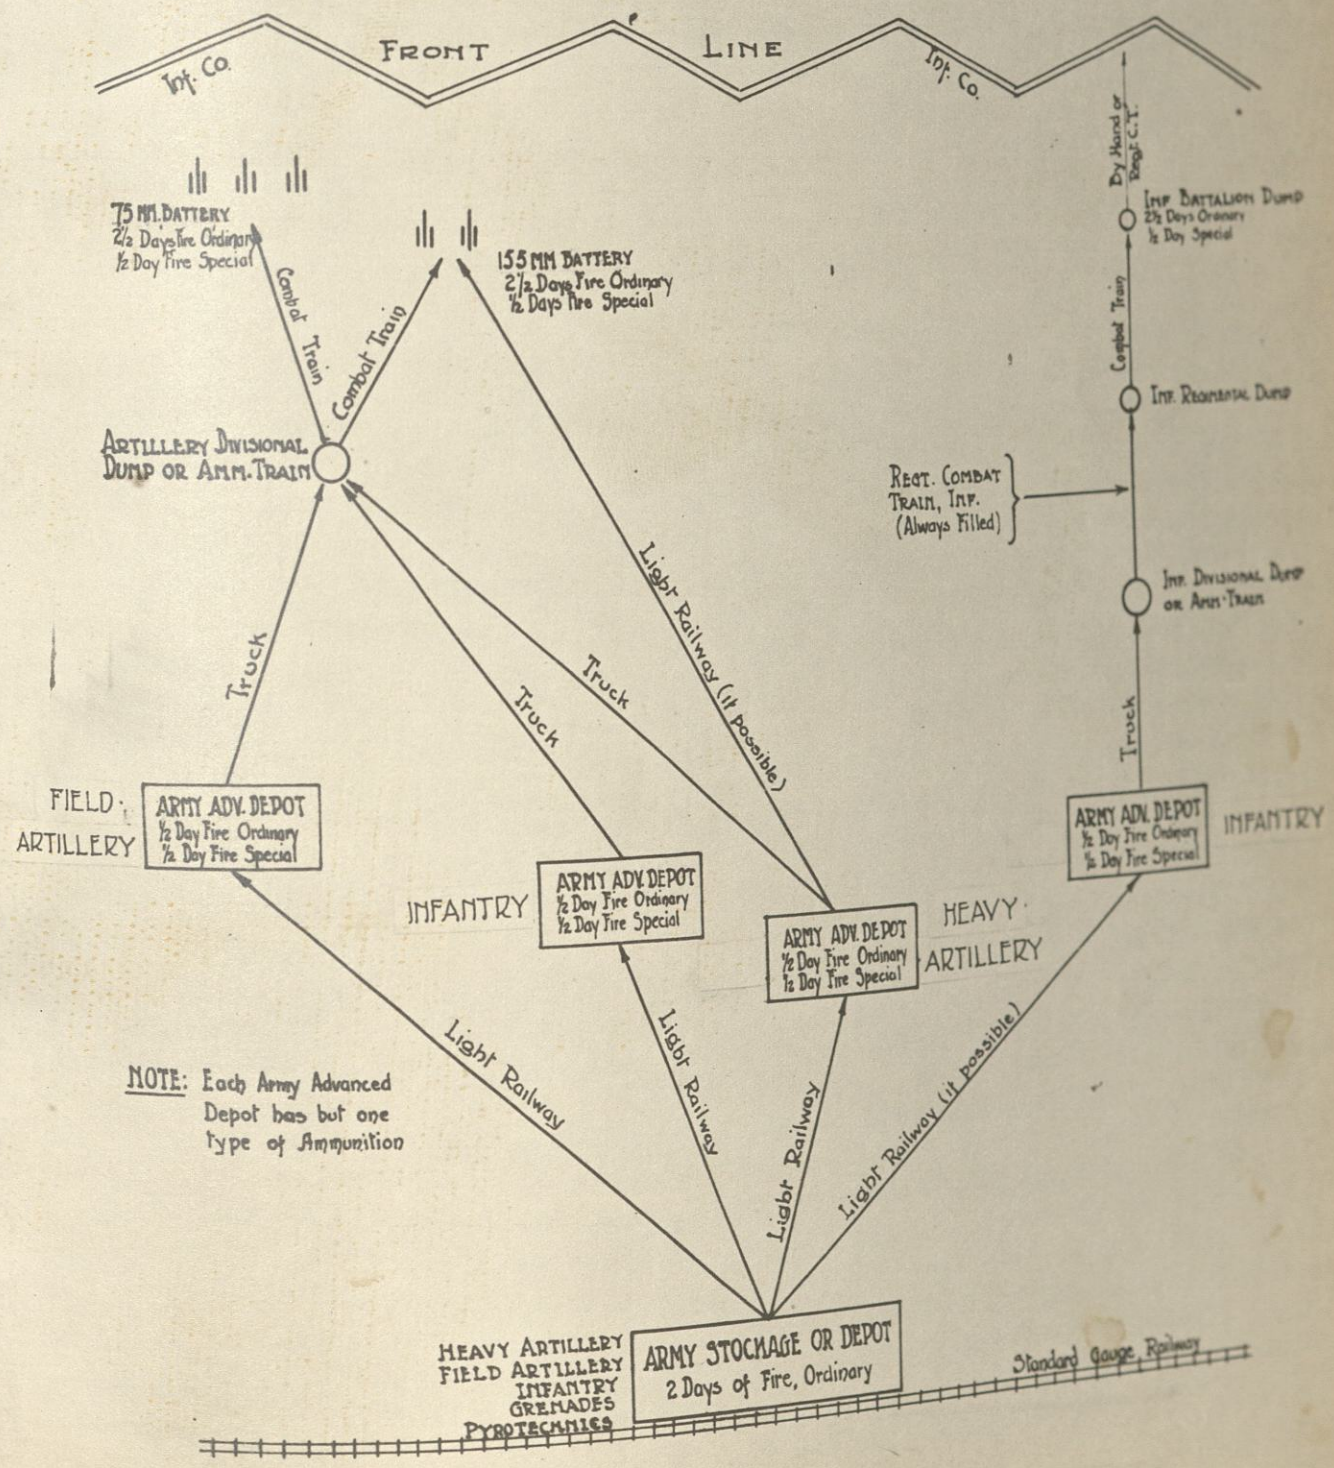 FRONT LINE
Inf. Co.
Inf. Co.
By Hand or
Regt. C.T.
75 MM. BATTERY
2½ Days Fire Ordinary
½ Day Fire Special
155 MM BATTERY
2½ Days Fire Ordinary
½ Days Fire Special
INF BATTALION DUMP
2½ Days Ordinary
½ Day Special
Combat Train
Combat Train
Combat Train
INF. REGIMENTAL DUMP
ARTILLERY DIVISIONAL
DUMP OR AMM. TRAIN
REGT. COMBAT
TRAIN, INF.
(Always Filled)
INF. DIVISIONAL DUMP
OR AMM-TRAIN
Light Railway (if possible)
Truck
Truck
Truck
Truck
FIELD
ARTILLERY
ARMY ADV. DEPOT
½ Day Fire Ordinary
½ Day Fire Special
INFANTRY
ARMY ADV. DEPOT
½ Day Fire Ordinary
½ Day Fire Special
ARMY ADV. DEPOT
½ Day Fire Ordinary
½ Day Fire Special
HEAVY
ARTILLERY
ARMY ADV. DEPOT
½ Day Fire Ordinary
½ Day Fire Special
INFANTRY
Light Railway
Light Railway
Light Railway
Light Railway (if possible)
NOTE: Each Army Advanced
Depot has but one
type of Ammunition
HEAVY ARTILLERY
FIELD ARTILLERY
INFANTRY
GRENADES
PYROTECHNICS
ARMY STOCKAGE OR DEPOT
2 Days of Fire, Ordinary
Standard Gauge Railway